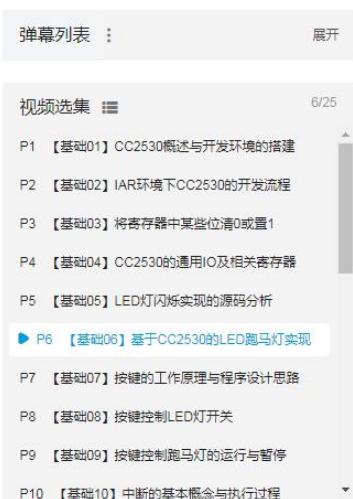 弹幕列表
展开
视频选集
6/25
P1 【基础01】CC2530概述与开发环境的搭建
P2 【基础02】IAR环境下CC2530的开发流程
P3 【基础03】将寄存器中某些位清0或置1
P4 【基础04】CC2530的通用IO及相关寄存器
P5 【基础05】LED灯闪烁实现的源码分析
P6 【基础06】基于CC2530的LED跑马灯实现
P7 【基础07】按键的工作原理与程序设计思路
P8 【基础08】按键控制LED灯开关
P9 【基础09】按键控制跑马灯的运行与暂停
P10 【基础10】中断的基本概念与执行过程